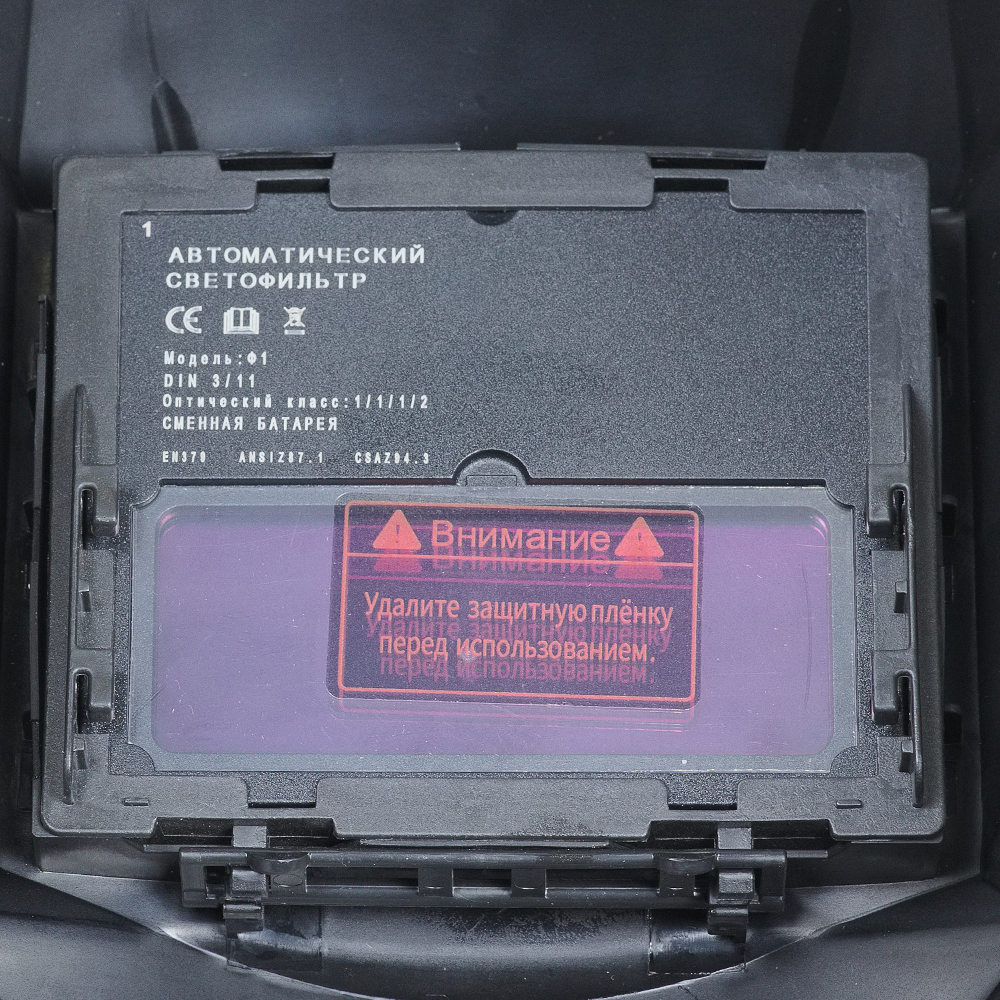 1
АВТОМАТИЧЕСКИЙ
СВЕТОФИЛЬТР
CE
Модель:Ф1
DIN 3/11
Оптический класс:1/1/1/2
СМЕННАЯ БАТАРЕЯ
EN379 ANSIZ87.1 CSAZ94.3
Внимание
Удалите защитную плёнку
перед использованием.